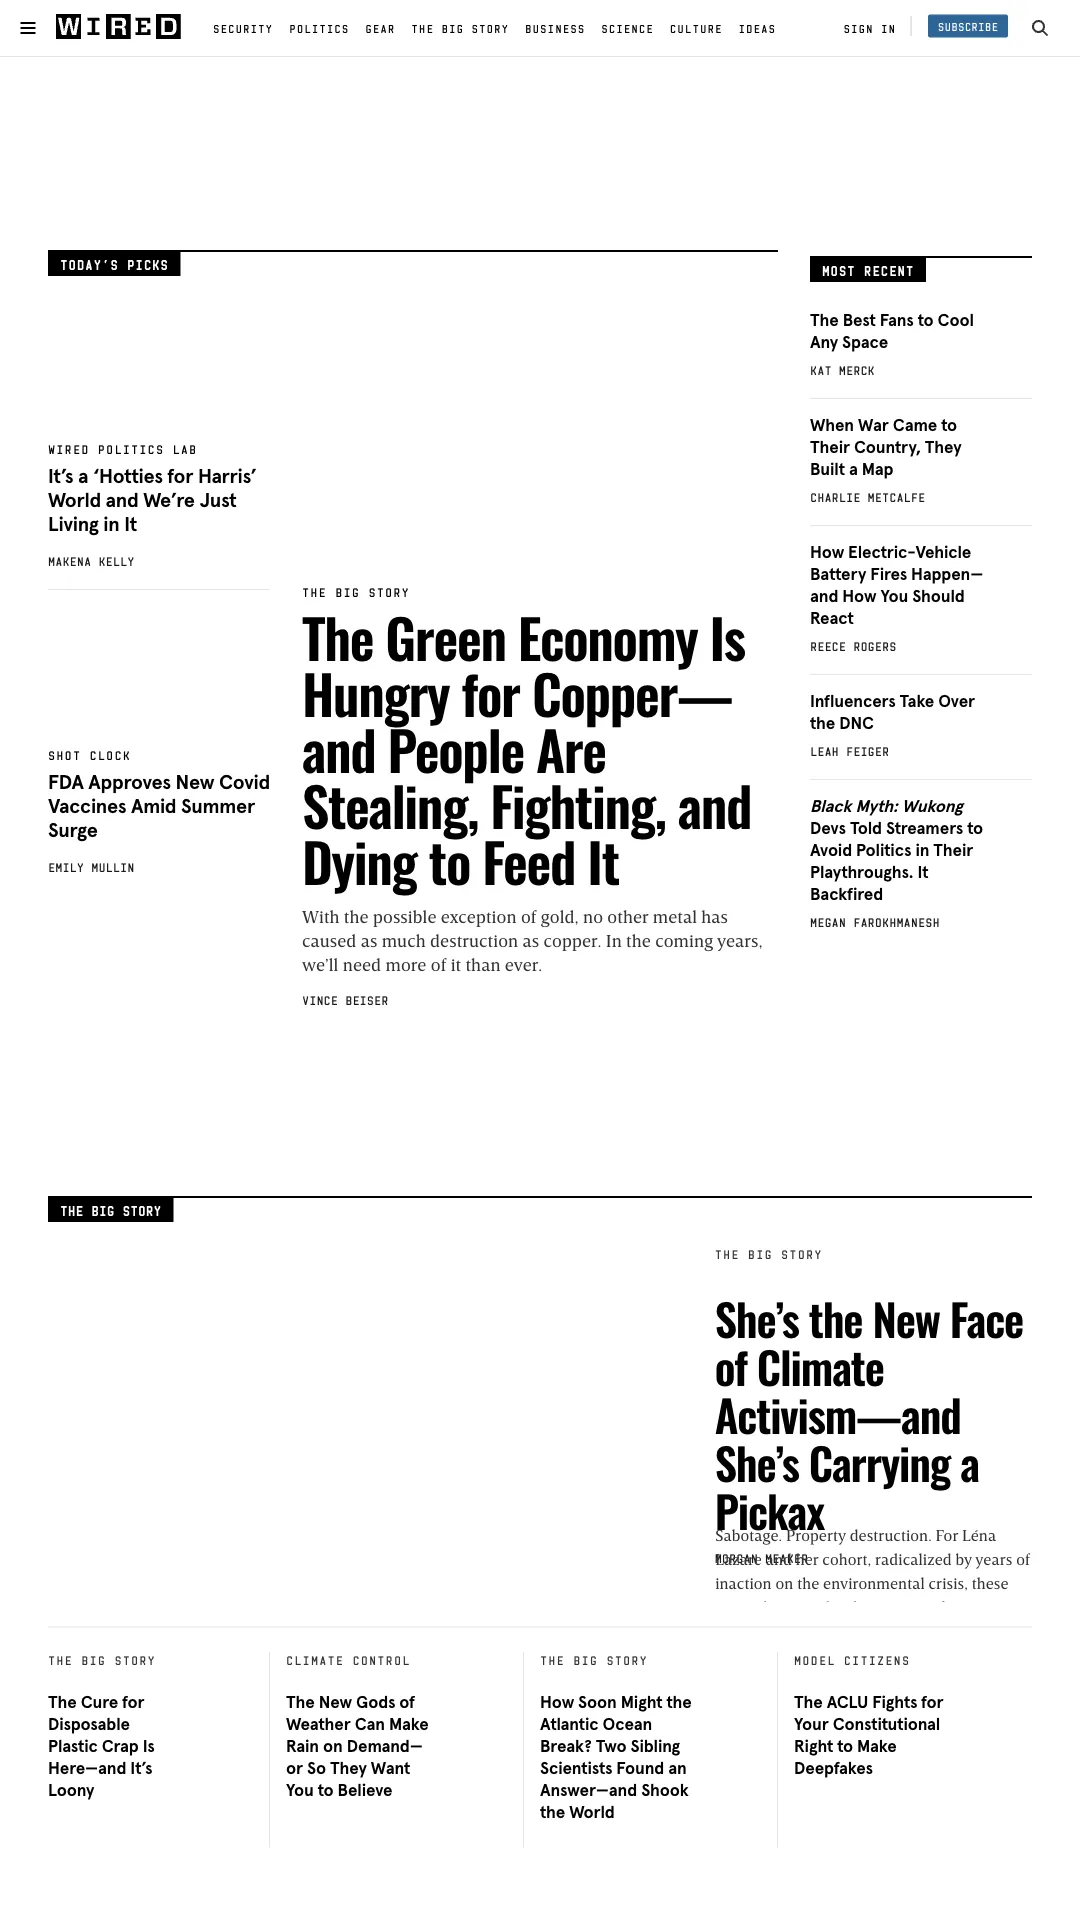 WIRED
SECURITY POLITICS GEAR THE BIG STORY BUSINESS SCIENCE CULTURE IDEAS
SIGN IN
SUBSCRIBE
TODAY'S PICKS
WIRED POLITICS LAB
It's a ‘Hotties for Harris’
World and We're Just
Living in It
MAKENA KELLY
SHOT CLOCK
FDA Approves New Covid
Vaccines Amid Summer
Surge
EMILY MULLIN
THE BIG STORY
The Green Economy Is
Hungry for Copper—
and People Are
Stealing, Fighting, and
Dying to Feed It
With the possible exception of gold, no other metal has
caused as much destruction as copper. In the coming years,
we'll need more of it than ever.
VINCE BEISER
MOST RECENT
The Best Fans to Cool
Any Space
KAT MERCK
When War Came to
Their Country, They
Built a Map
CHARLIE METCALFE
How Electric-Vehicle
Battery Fires Happen—
and How You Should
React
REECE ROGERS
Influencers Take Over
the DNC
LEAH FEIGER
Black Myth: Wukong
Devs Told Streamers to
Avoid Politics in Their
Playthroughs. It
Backfired
MEGAN FAROKHMANESH
THE BIG STORY
THE BIG STORY
She's the New Face
of Climate
Activism—and
She's Carrying a
Pickax
Sabotage. Property destruction. For Léna
Lazare and her cohort, radicalized by years of
MORGAN MEAKER
inaction on the environmental crisis, these
THE BIG STORY
The Cure for
Disposable
Plastic Crap Is
Here—and It's
Loony
CLIMATE CONTROL
The New Gods of
Weather Can Make
Rain on Demand—
or So They Want
You to Believe
THE BIG STORY
How Soon Might the
Atlantic Ocean
Break? Two Sibling
Scientists Found an
Answer—and Shook
the World
MODEL CITIZENS
The ACLU Fights for
Your Constitutional
Right to Make
Deepfakes